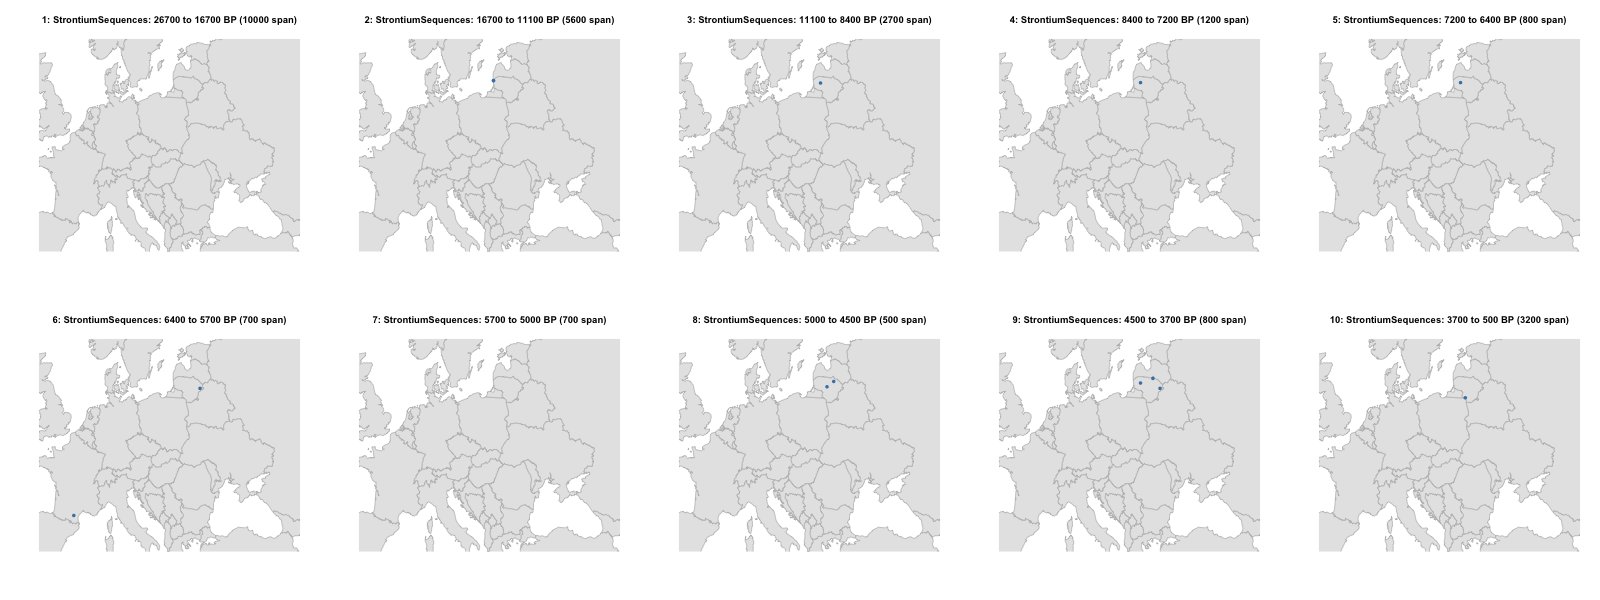 1: StrontiumSequences: 26700 to 16700 BP (10000 span)
2: StrontiumSequences: 16700 to 11100 BP (5600 span)
3: StrontiumSequences: 11100 to 8400 BP (2700 span)
4: StrontiumSequences: 8400 to 7200 BP (1200 span)
5: StrontiumSequences: 7200 to 6400 BP (800 span)
6: StrontiumSequences: 6400 to 5700 BP (700 span)
7: StrontiumSequences: 5700 to 5000 BP (700 span)
8: StrontiumSequences: 5000 to 4500 BP (500 span)
9: StrontiumSequences: 4500 to 3700 BP (800 span)
10: StrontiumSequences: 3700 to 500 BP (3200 span)